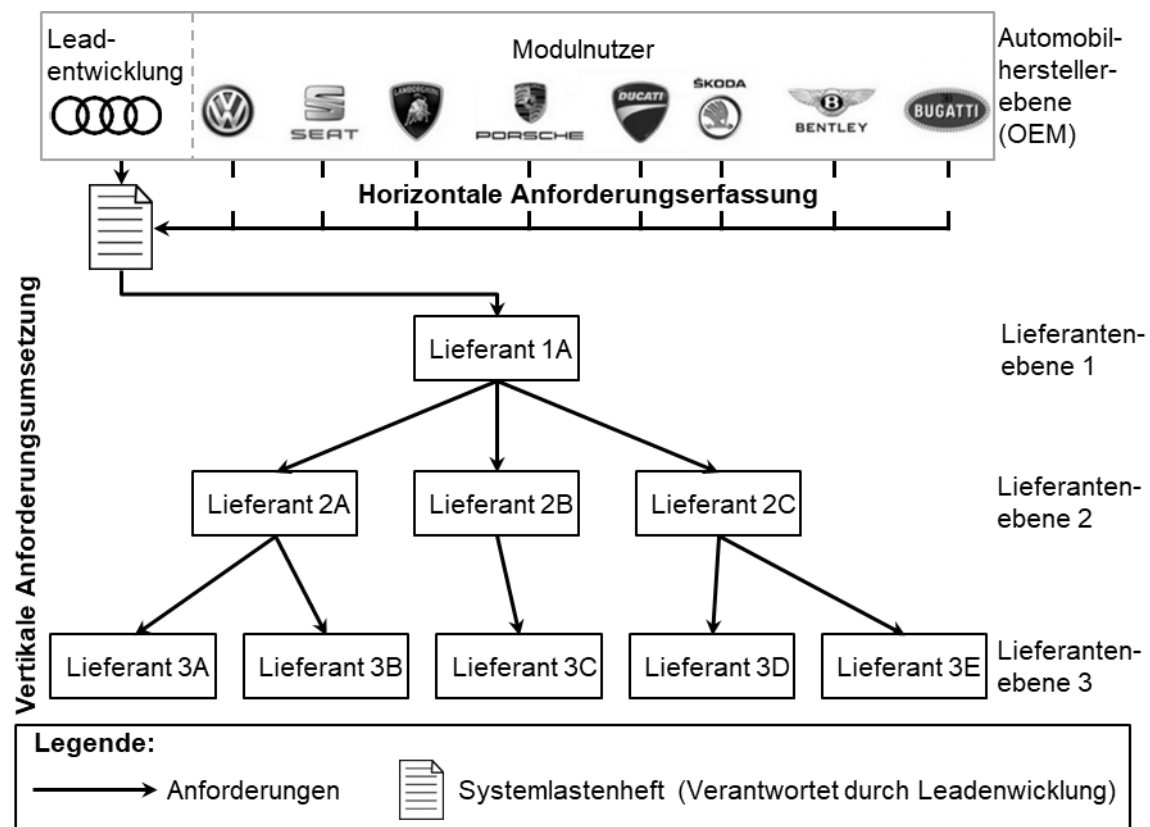 Lead-
entwicklung
Modulnutzer
Automobil-
hersteller-
ebene
(OEM)
SEAT
LAMBORGHINI
PORSCHE
DUCATI
ŠKODA
B
BENTLEY
BUGATTI
Horizontale Anforderungserfassung
Vertikale Anforderungsumsetzung
Lieferant 1A
Lieferanten-
ebene 1
Lieferant 2A
Lieferant 2B
Lieferant 2C
Lieferanten-
ebene 2
Lieferant 3A
Lieferant 3B
Lieferant 3C
Lieferant 3D
Lieferant 3E
Lieferanten-
ebene 3
Legende:
Anforderungen
Systemlastenheft (Verantwortet durch Leadenwicklung)